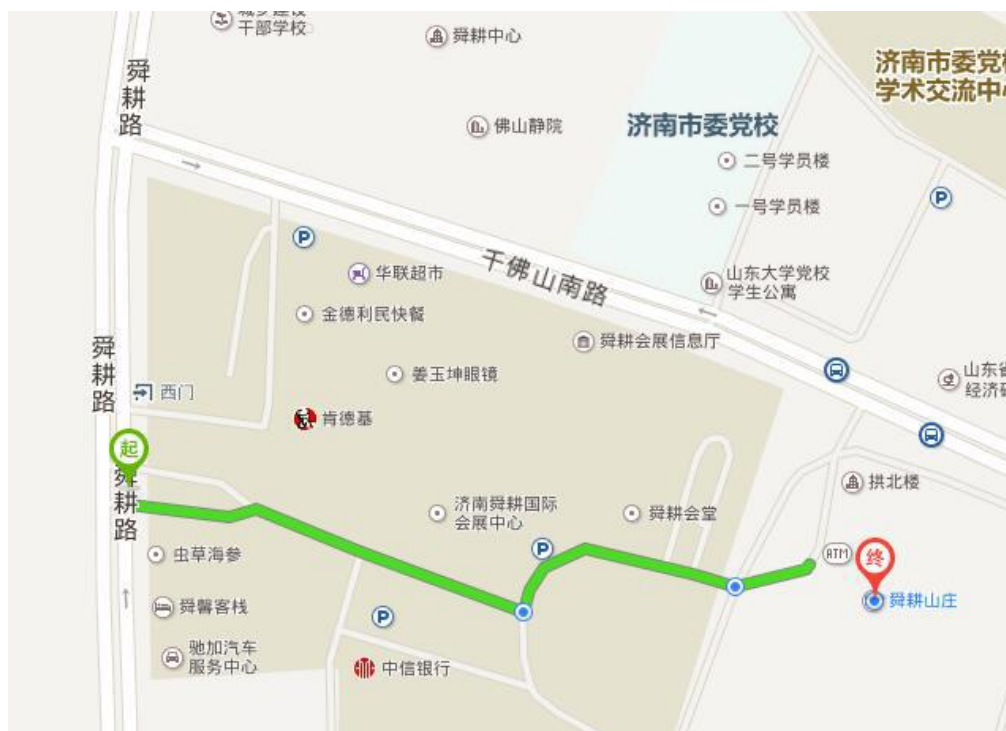 干部学校
舜耕中心
舜耕路
济南市委党
学术交流中心
佛山静院
济南市委党校
二号学员楼
一号学员楼
P
P
华联超市
千佛山南路
山东大学党校
学生公寓
金德利民快餐
舜耕会展信息厅
舜耕路
姜玉坤眼镜
山东省
经济
西门
肯德基
起
舜耕路
拱北楼
济南舜耕国际
会展中心
舜耕会堂
虫草海参
P
ATM
终
舜耕山庄
舜馨客栈
P
驰加汽车
服务中心
中信银行